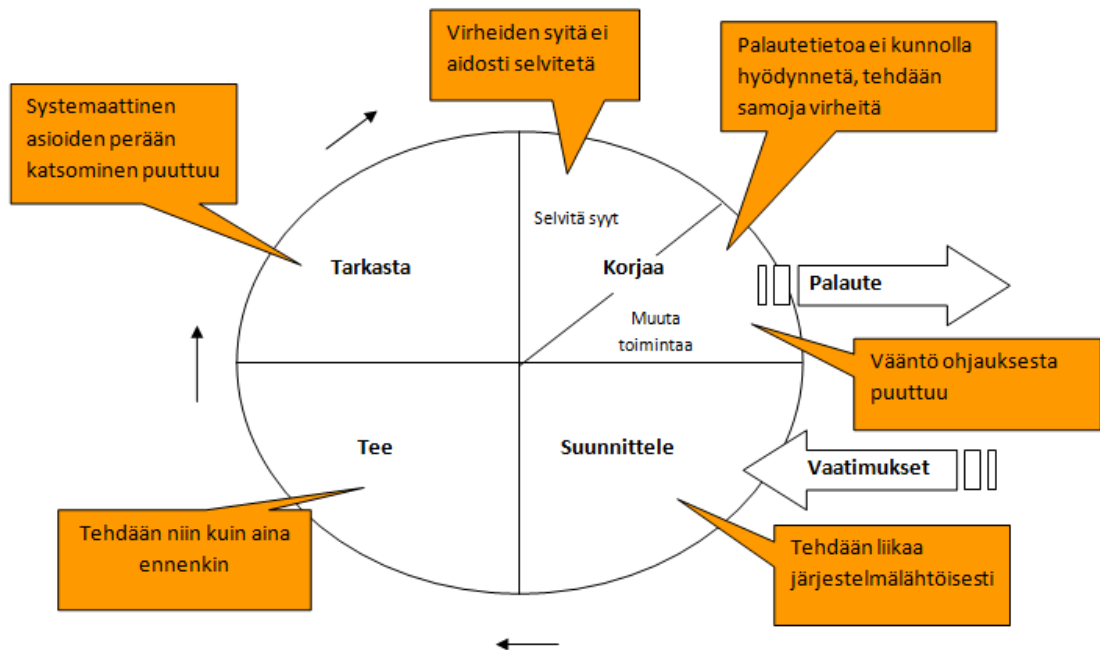 Virheiden syitä ei
aidosti selvitetä
Palautetietoa ei kunnolla
hyödynnetä, tehdään
samoja virheitä
Systemaattinen
asioiden perään
katsominen puuttuu
Selvitä syyt
Tarkasta
Korjaa
Palaute
Muuta
toimintaa
Vääntö ohjauksesta
puuttuu
Tee
Suunnittele
Vaatimukset
Tehdään niin kuin aina
ennenkin
Tehdään liikaa
järjestelmälähtöisesti